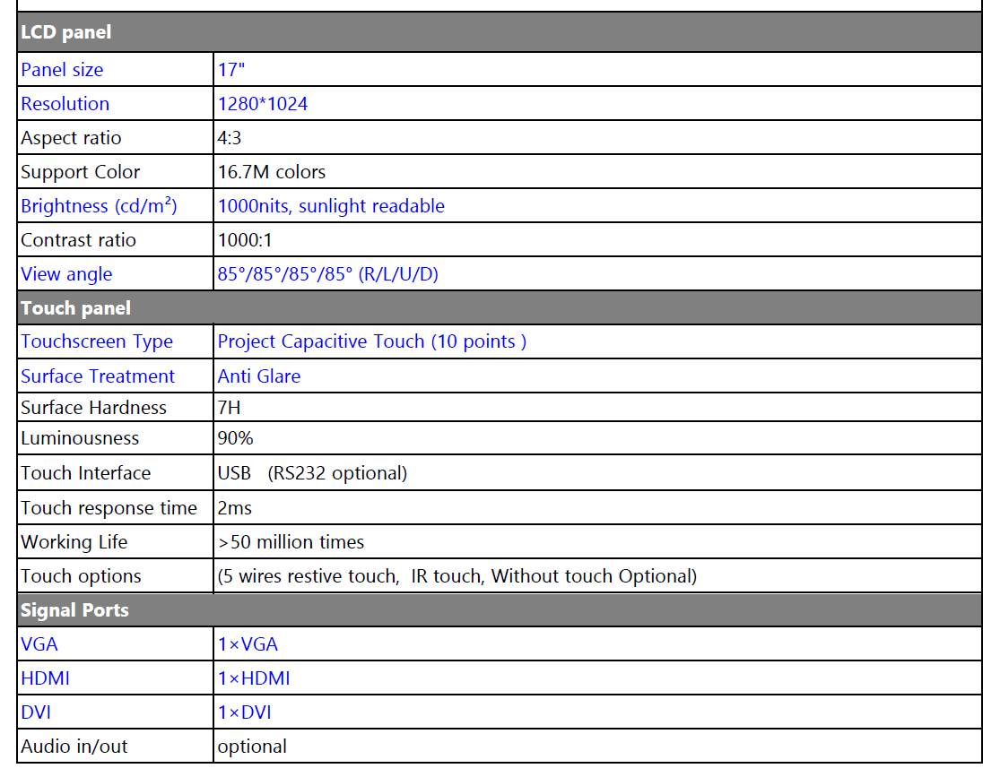 LCD panel
Panel size 17"
Resolution 1280*1024
Aspect ratio 4:3
Support Color 16.7M colors
Brightness (cd/m²) 1000nits, sunlight readable
Contrast ratio 1000:1
View angle 85°/85°/85°/85° (R/L/U/D)
Touch panel
Touchscreen Type Project Capacitive Touch (10 points )
Surface Treatment Anti Glare
Surface Hardness 7H
Luminousness 90%
Touch Interface USB   (RS232 optional)
Touch response time 2ms
Working Life >50 million times
Touch options (5 wires restive touch,  IR touch, Without touch Optional)
Signal Ports
VGA 1×VGA
HDMI 1×HDMI
DVI 1×DVI
Audio in/out optional